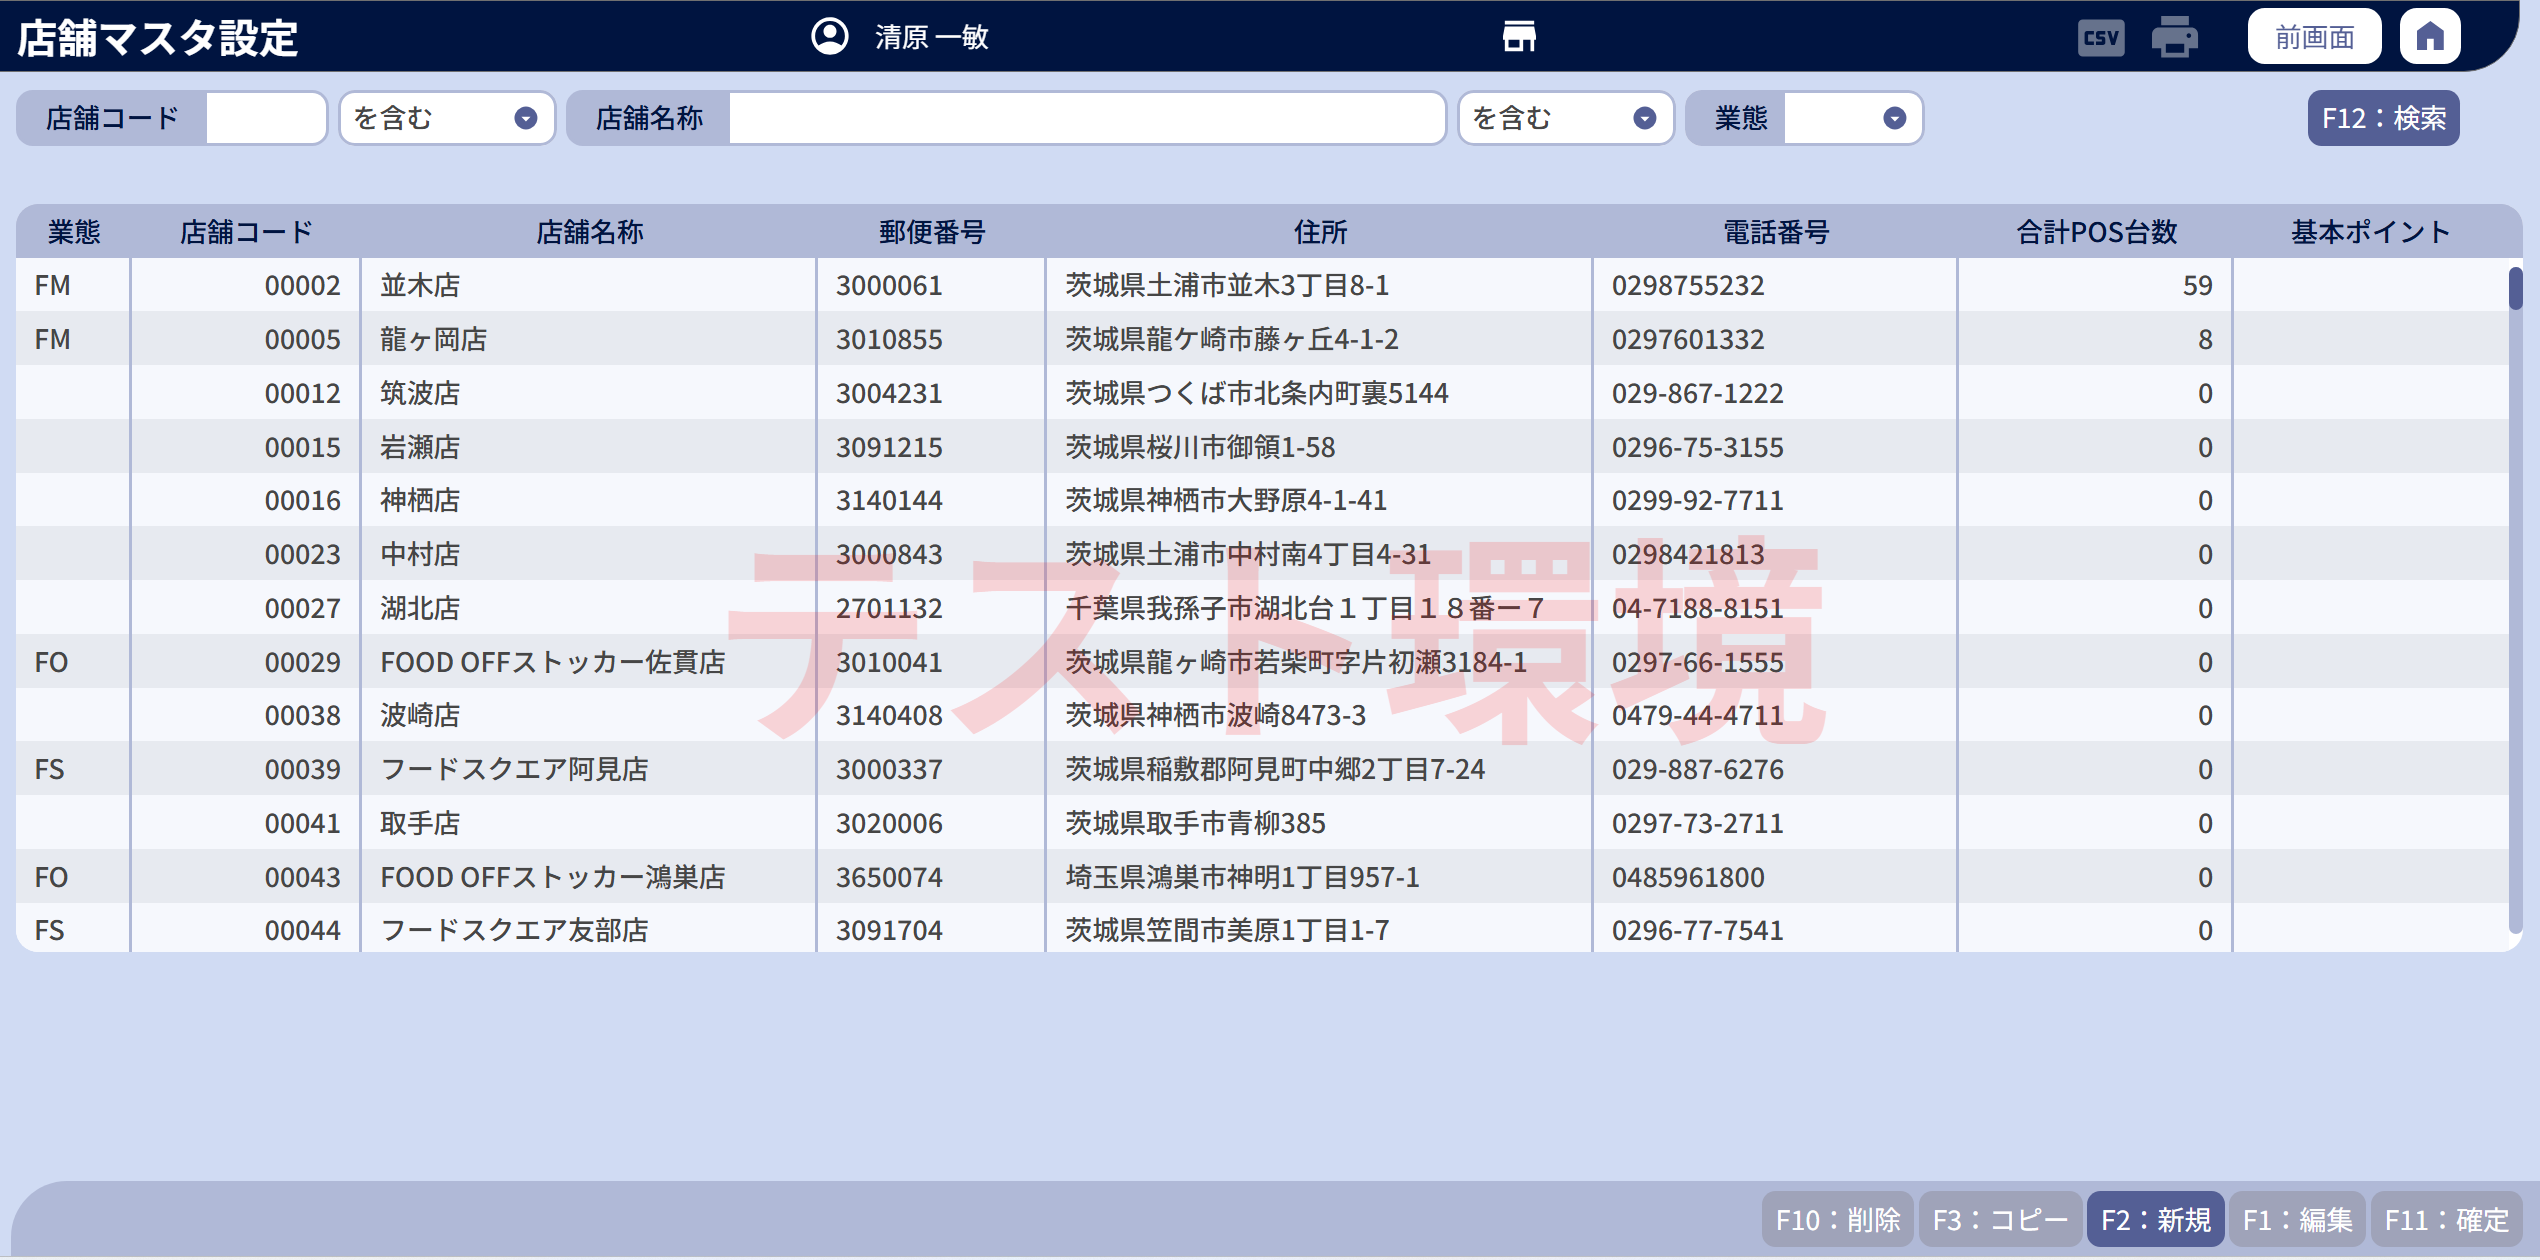 店舗マスタ設定 清原 一敏 CSV 前画面
店舗コード を含む 店舗名称 を含む 業態 F12：検索
業態 店舗コード 店舗名称 郵便番号 住所 電話番号 合計POS台数 基本ポイント
FM 00002 並木店 3000061 茨城県土浦市並木3丁目8-1 0298755232 59
FM 00005 龍ヶ岡店 3010855 茨城県龍ケ崎市藤ヶ丘4-1-2 0297601332 8
00012 筑波店 3004231 茨城県つくば市北条内町裏5144 029-867-1222 0
00015 岩瀬店 3091215 茨城県桜川市御領1-58 0296-75-3155 0
00016 神栖店 3140144 茨城県神栖市大野原4-1-41 0299-92-7711 0
00023 中村店 3000843 茨城県土浦市中村南4丁目4-31 0298421813 0
00027 湖北店 2701132 千葉県我孫子市湖北台１丁目１８番ー７ 04-7188-8151 0
FO 00029 FOOD OFFストッカー佐貫店 3010041 茨城県龍ヶ崎市若柴町字片初瀬3184-1 0297-66-1555 0
00038 波崎店 3140408 茨城県神栖市波崎8473-3 0479-44-4711 0
FS 00039 フードスクエア阿見店 3000337 茨城県稲敷郡阿見町中郷2丁目7-24 029-887-6276 0
00041 取手店 3020006 茨城県取手市青柳385 0297-73-2711 0
FO 00043 FOOD OFFストッカー鴻巣店 3650074 埼玉県鴻巣市神明1丁目957-1 0485961800 0
FS 00044 フードスクエア友部店 3091704 茨城県笠間市美原1丁目1-7 0296-77-7541 0
テスト環境
F10：削除 F3：コピー F2：新規 F1：編集 F11：確定